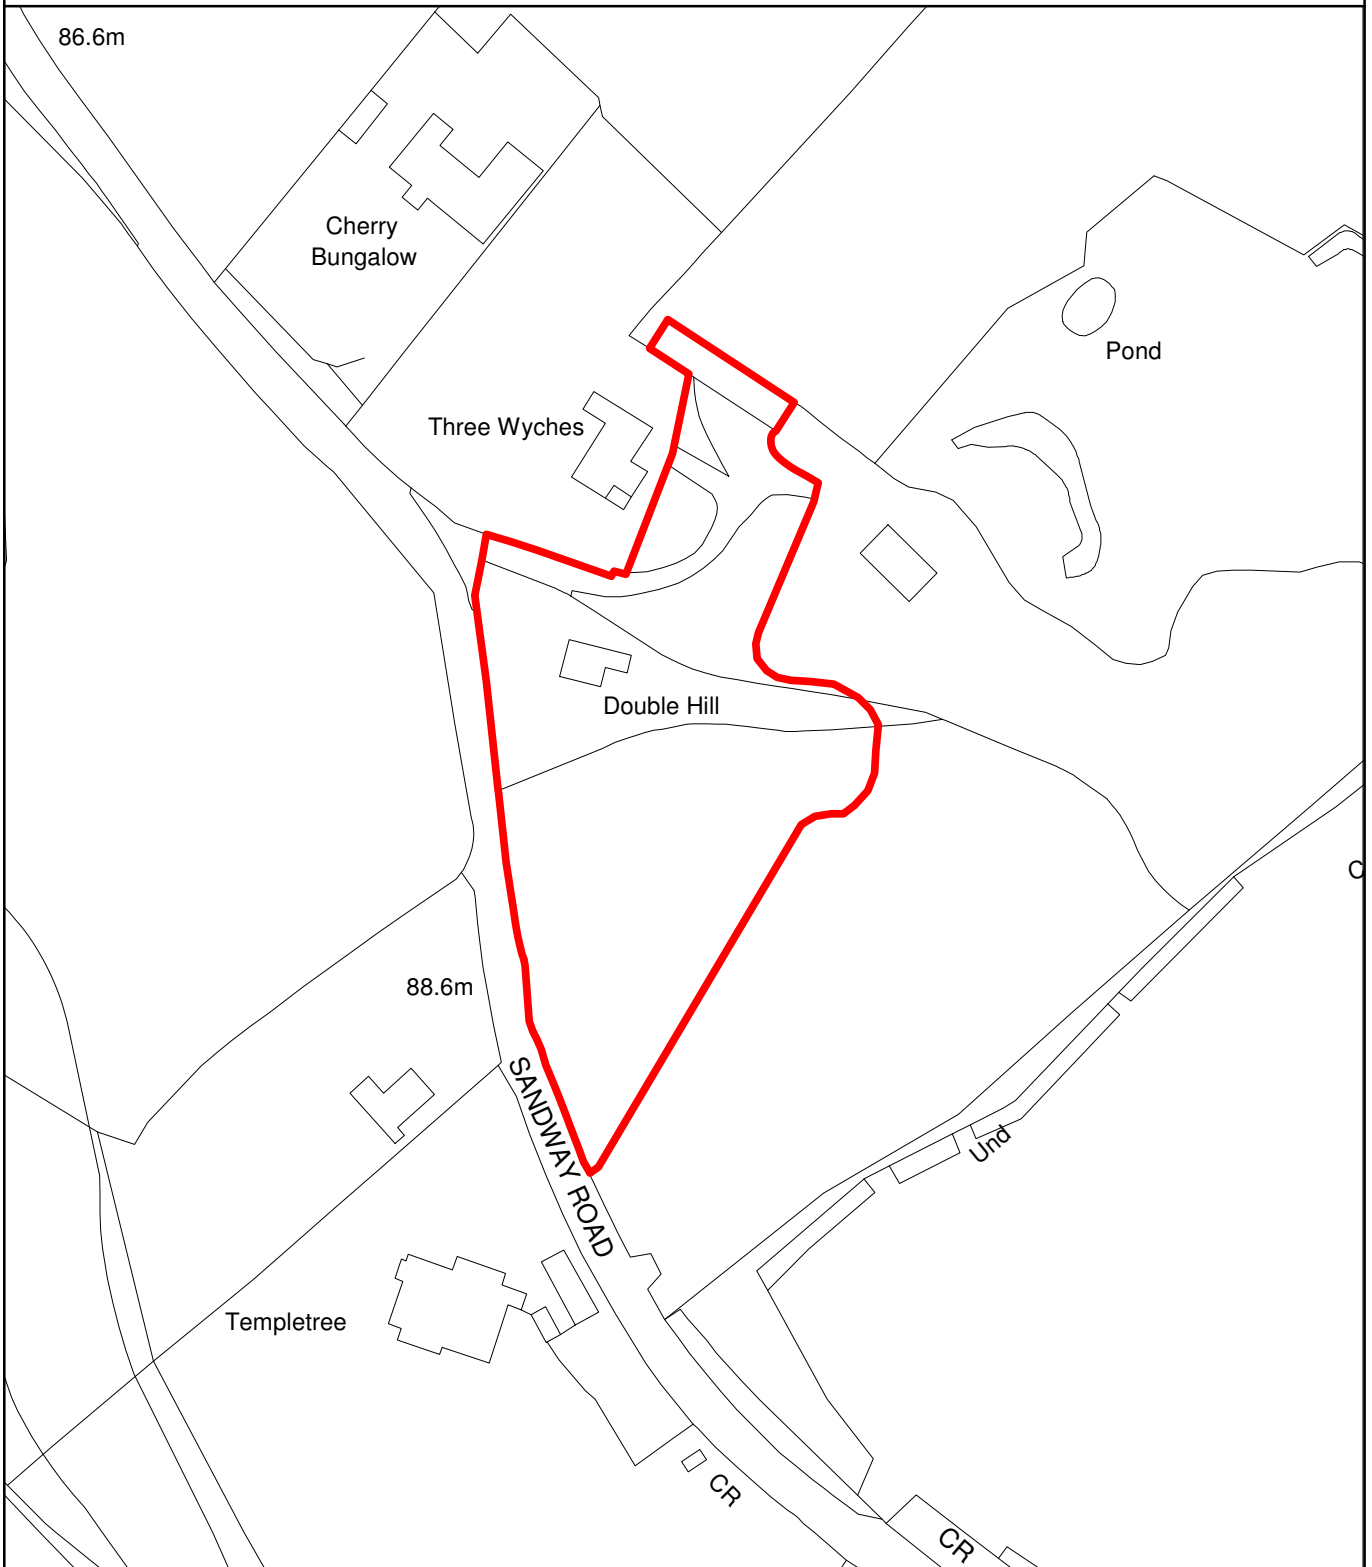 86.6m
Cherry
Bungalow
Pond
Three Wyches
Double Hill
C
88.6m
SANDWAY ROAD
Und
Templetree
CR
CR